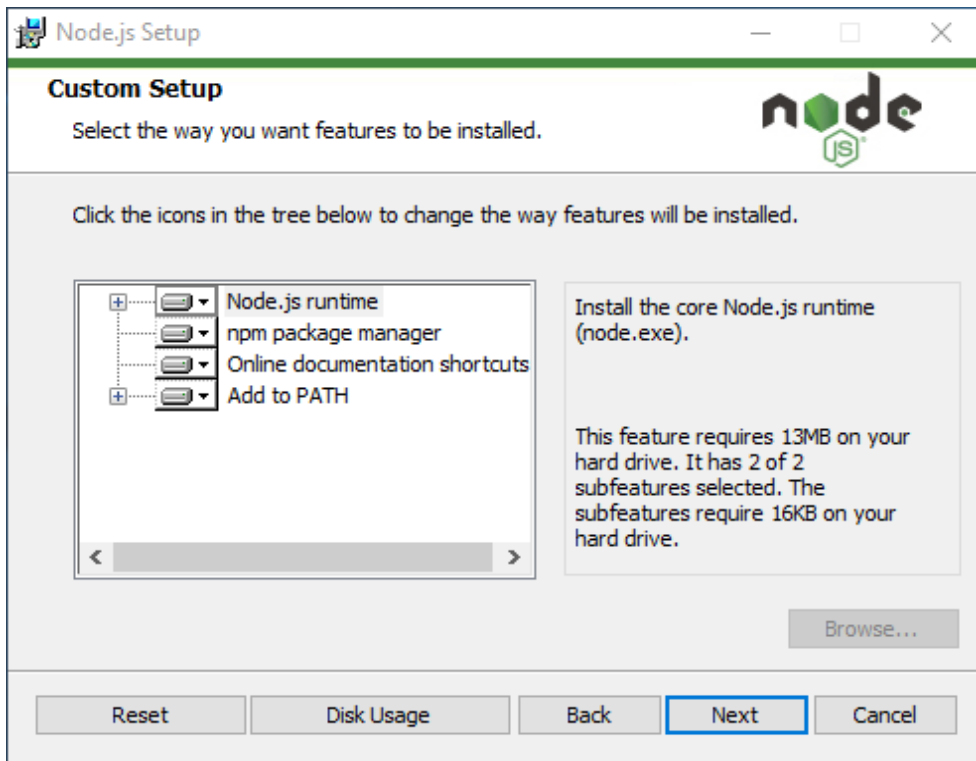 Node.js Setup
Custom Setup
Select the way you want features to be installed.
node
JS
Click the icons in the tree below to change the way features will be installed.
Node.js runtime
npm package manager
Online documentation shortcuts
Add to PATH
Install the core Node.js runtime
(node.exe).
This feature requires 13MB on your
hard drive. It has 2 of 2
subfeatures selected. The
subfeatures require 16KB on your
hard drive.
Browse...
Reset
Disk Usage
Back
Next
Cancel